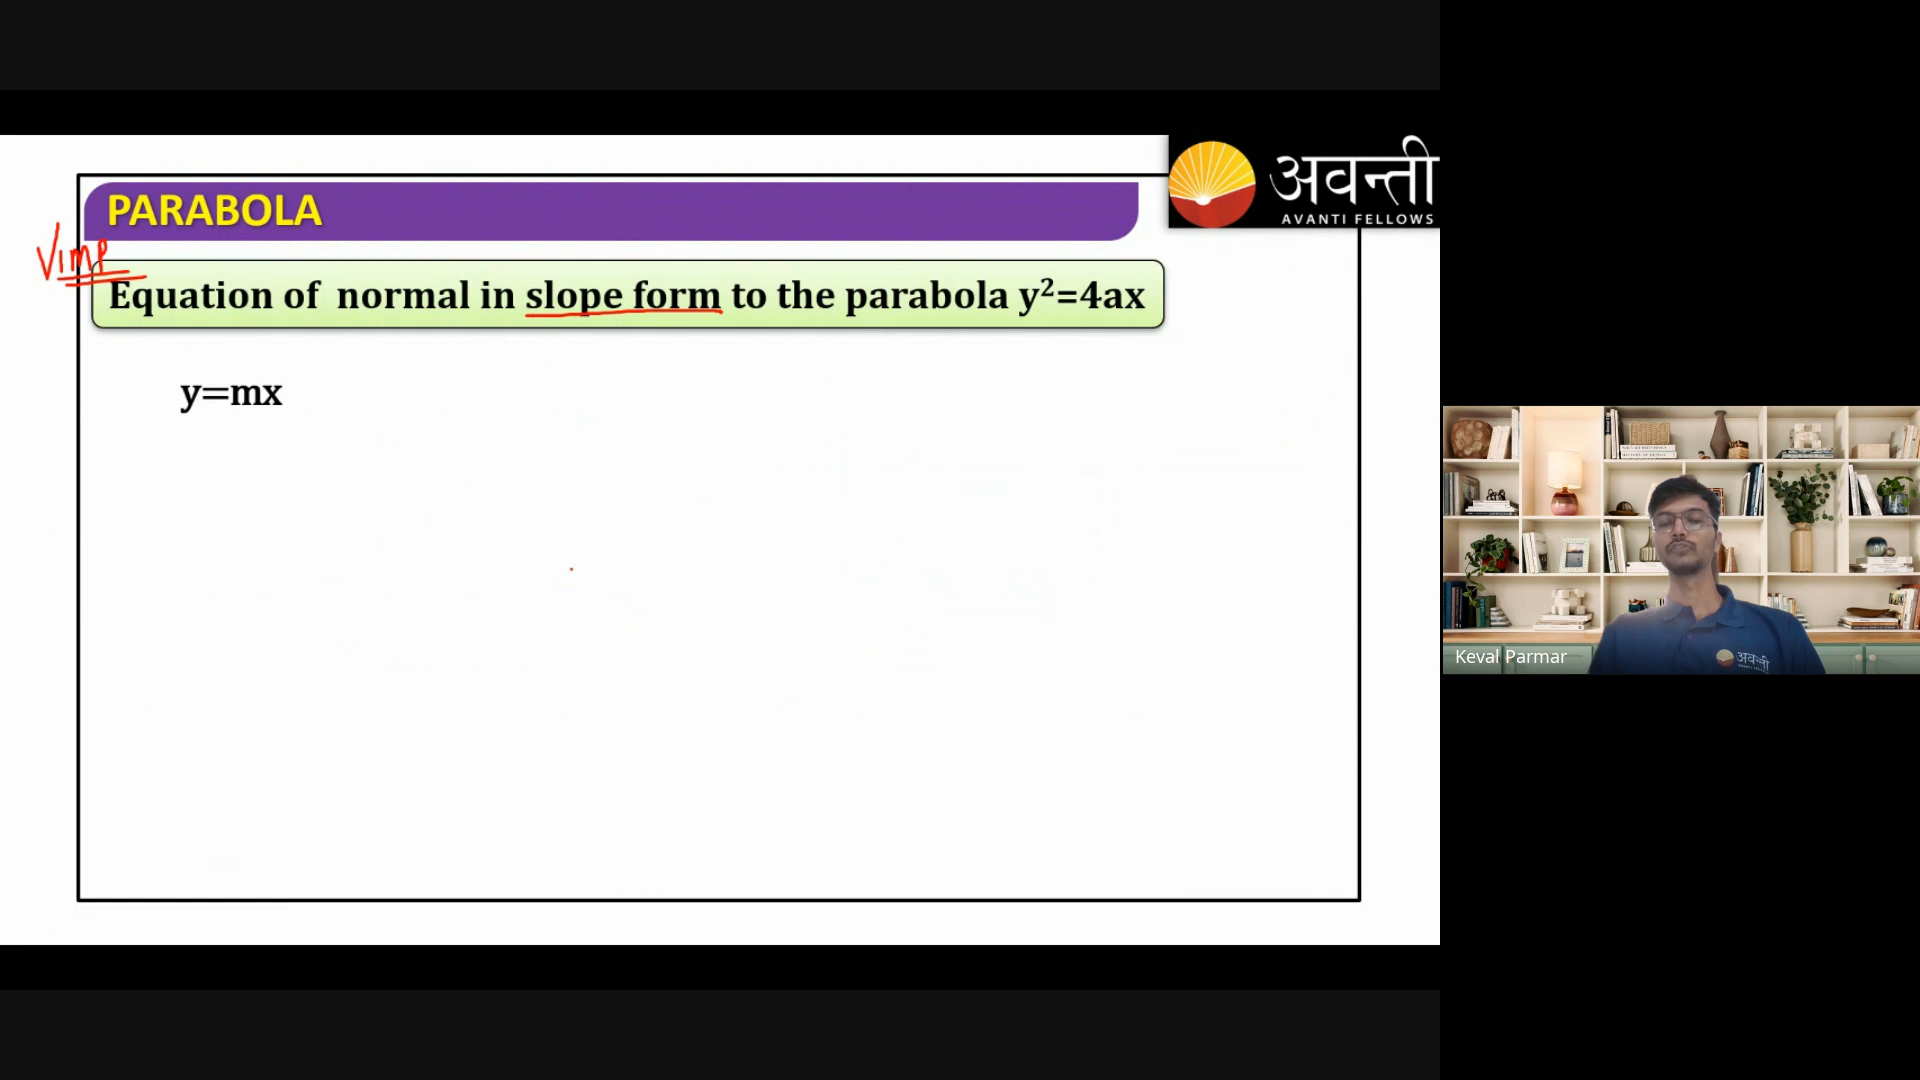 अवन्ती
AVANTI FELLOWS
PARABOLA
Vimp
Equation of normal in slope form to the parabola y²=4ax
y=mx
Keval Parmar
अवन्ती